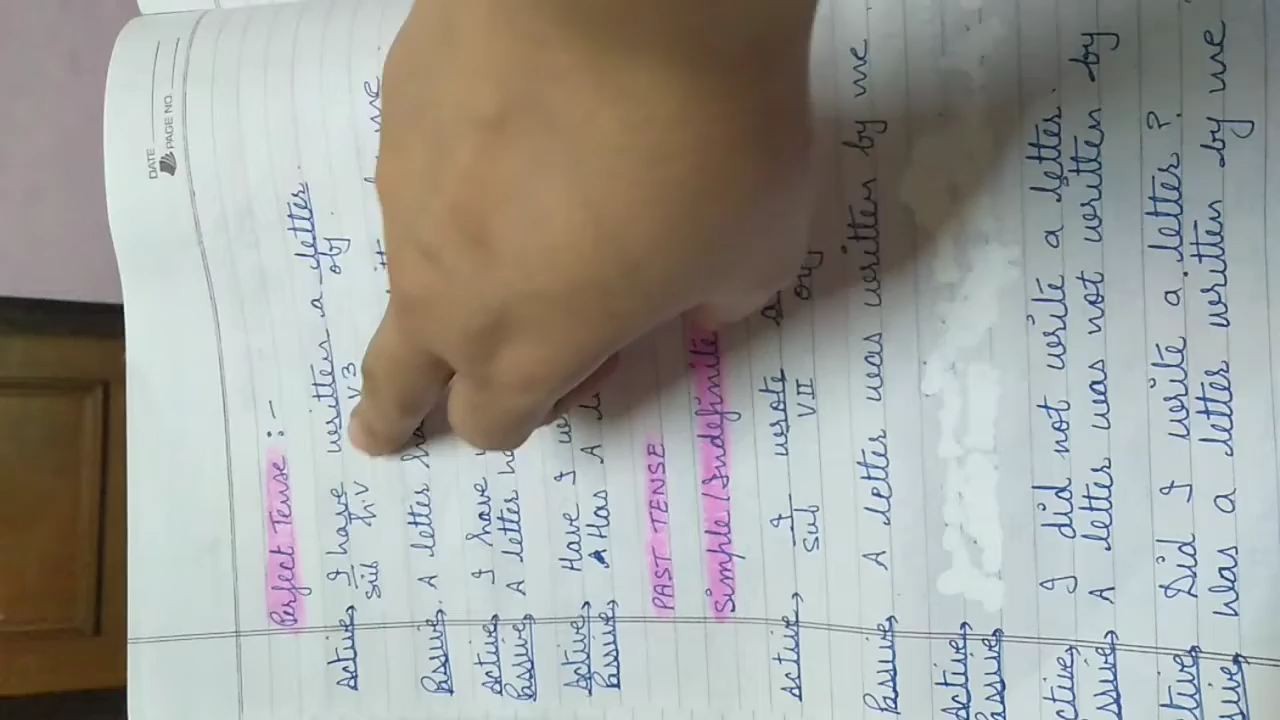 DATE
PAGE NO.
Perfect Tense :-
Active, I have written a letter.
Sub h.V V3 obj.
Passive, A letter me
Active, I have
Passive, A letter
Active, Have I
Passive, Has A
PAST TENSE
Simple/Indefinite
Active, I wrote a
Sub VII
Passive, A letter was written by me
Active,
Passive,
Active, I did not write a letter.
Passive, A letter was not written by
Active, Did I write a letter?
Passive, Was a letter written by me